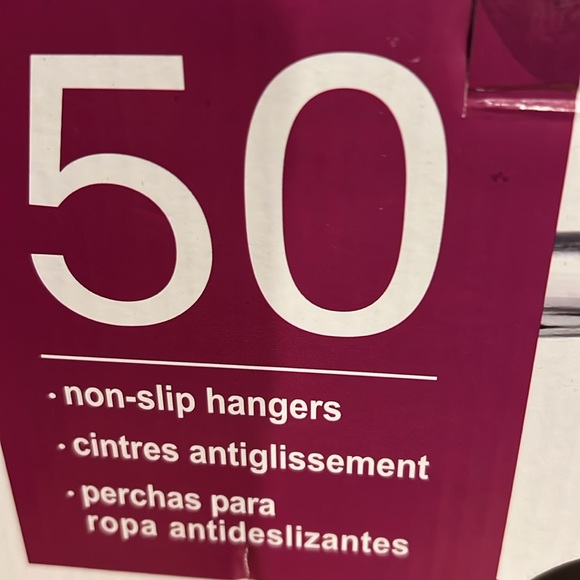 50
· non-slip hangers
· cintres antiglissement
· perchas para
ropa antideslizantes